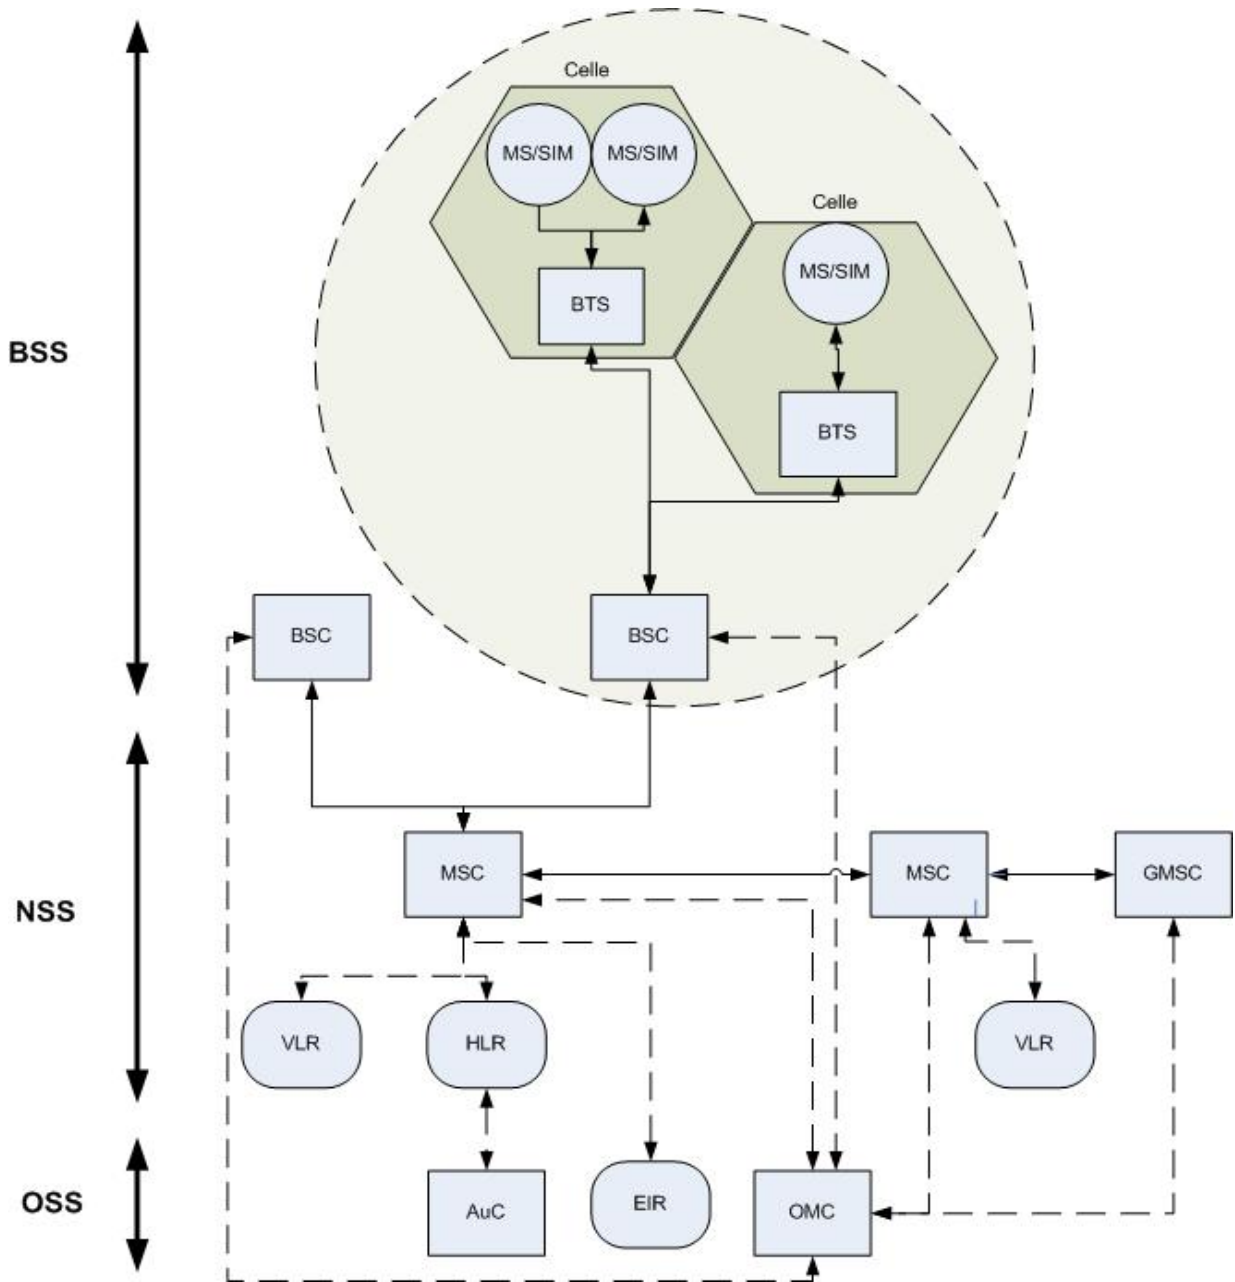 Celle
MS/SIM MS/SIM
Celle
MS/SIM
BTS
BSS
BTS
BSC BSC
MSC MSC GMSC
NSS
VLR HLR VLR
OSS
AuC EIR OMC